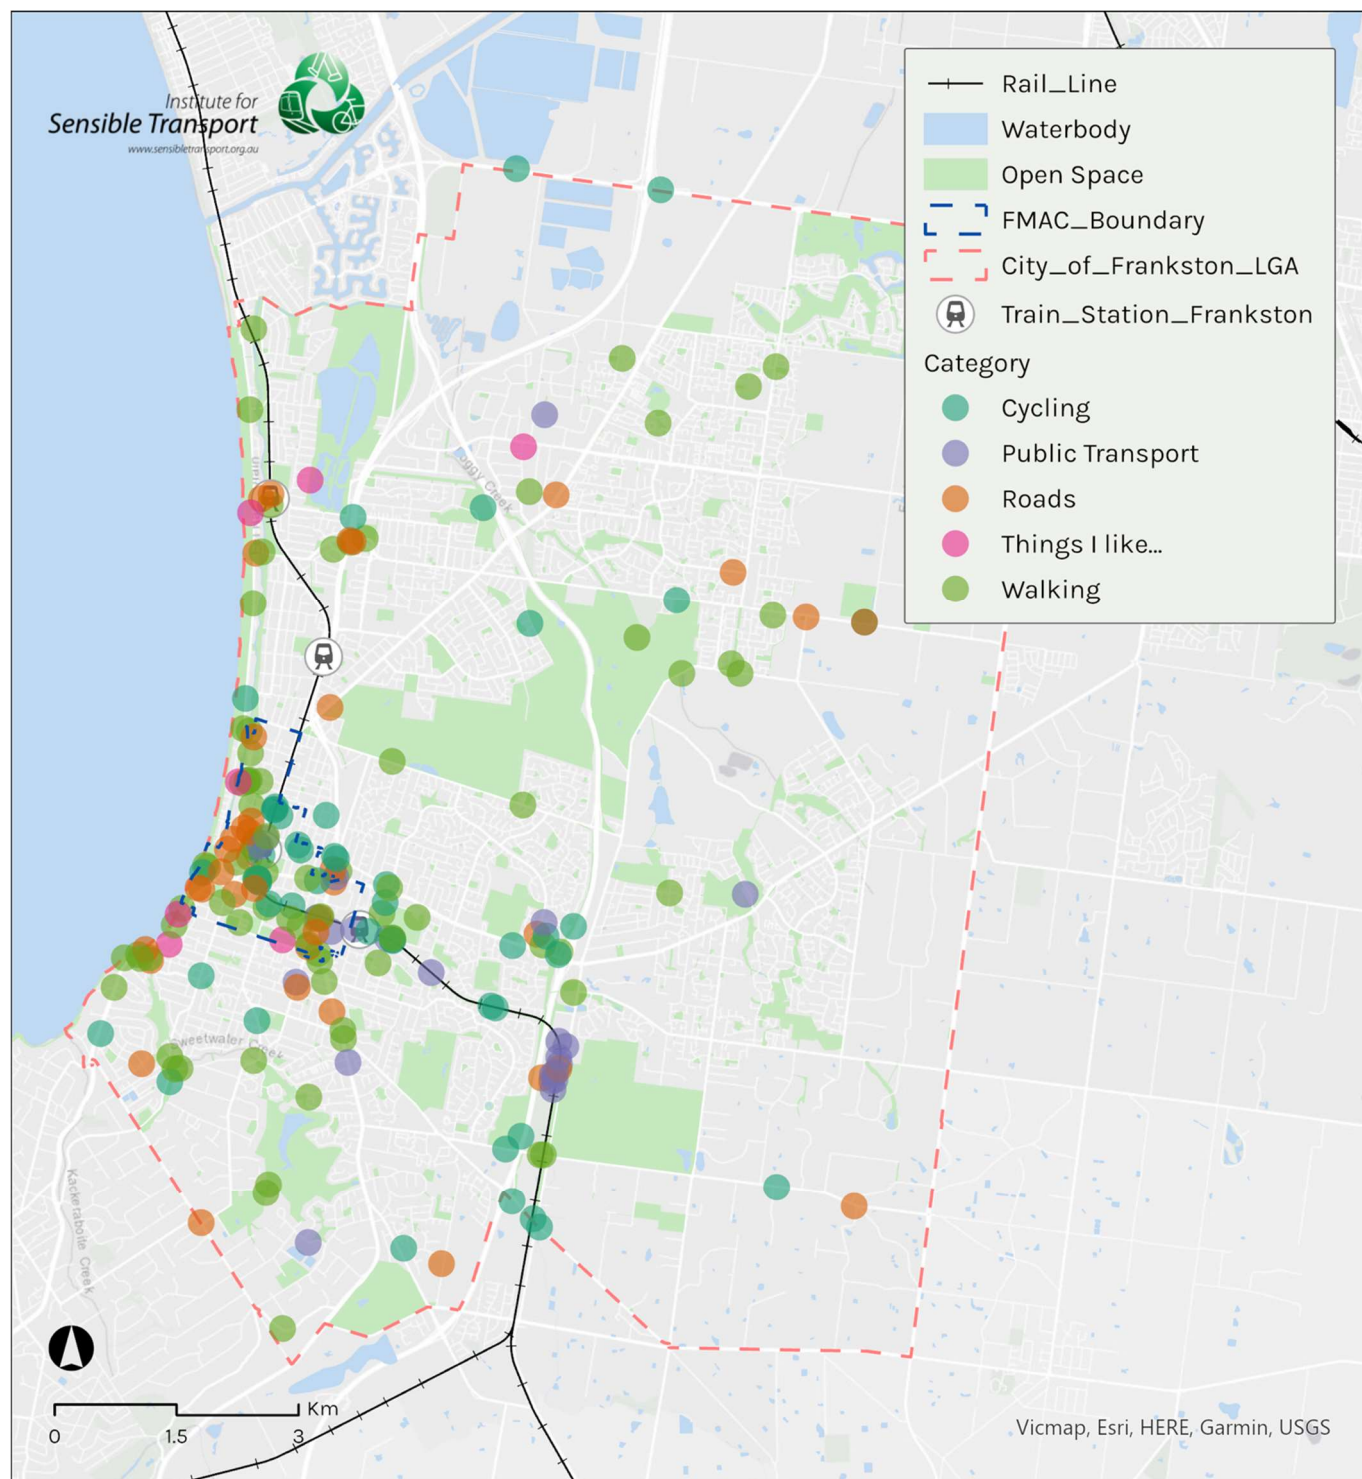 Institute for
Sensible Transport
www.sensibletransport.org.au
Rail_Line
Waterbody
Open Space
FMAC_Boundary
City_of_Frankston_LGA
Train_Station_Frankston
Category
Cycling
Public Transport
Roads
Things I like...
Walking
Creek
Sweetwater Creek
Kackeraboite Creek
Km
0 1.5 3
Vicmap, Esri, HERE, Garmin, USGS